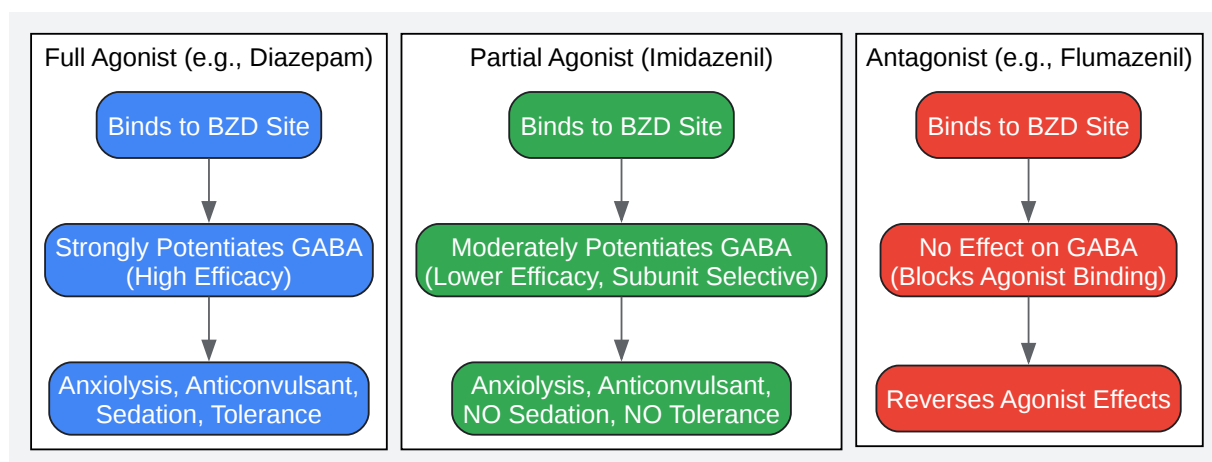 Full Agonist (e.g., Diazepam)
Binds to BZD Site
Strongly Potentiates GABA
(High Efficacy)
Anxiolysis, Anticonvulsant,
Sedation, Tolerance
Partial Agonist (Imidazenil)
Binds to BZD Site
Moderately Potentiates GABA
(Lower Efficacy, Subunit Selective)
Anxiolysis, Anticonvulsant,
NO Sedation, NO Tolerance
Antagonist (e.g., Flumazenil)
Binds to BZD Site
No Effect on GABA
(Blocks Agonist Binding)
Reverses Agonist Effects